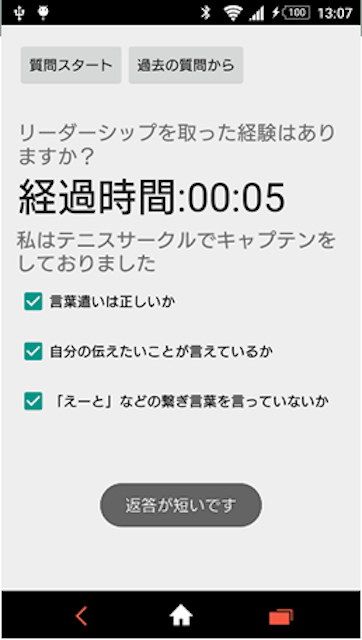 100 13:07
質問スタート 過去の質問から
リーダーシップを取った経験はあり
ますか？
経過時間:00:05
私はテニスサークルでキャプテンを
しておりました
言葉遣いは正しいか
自分の伝えたいことが言えているか
「えーと」などの繋ぎ言葉を言っていないか
返答が短いです